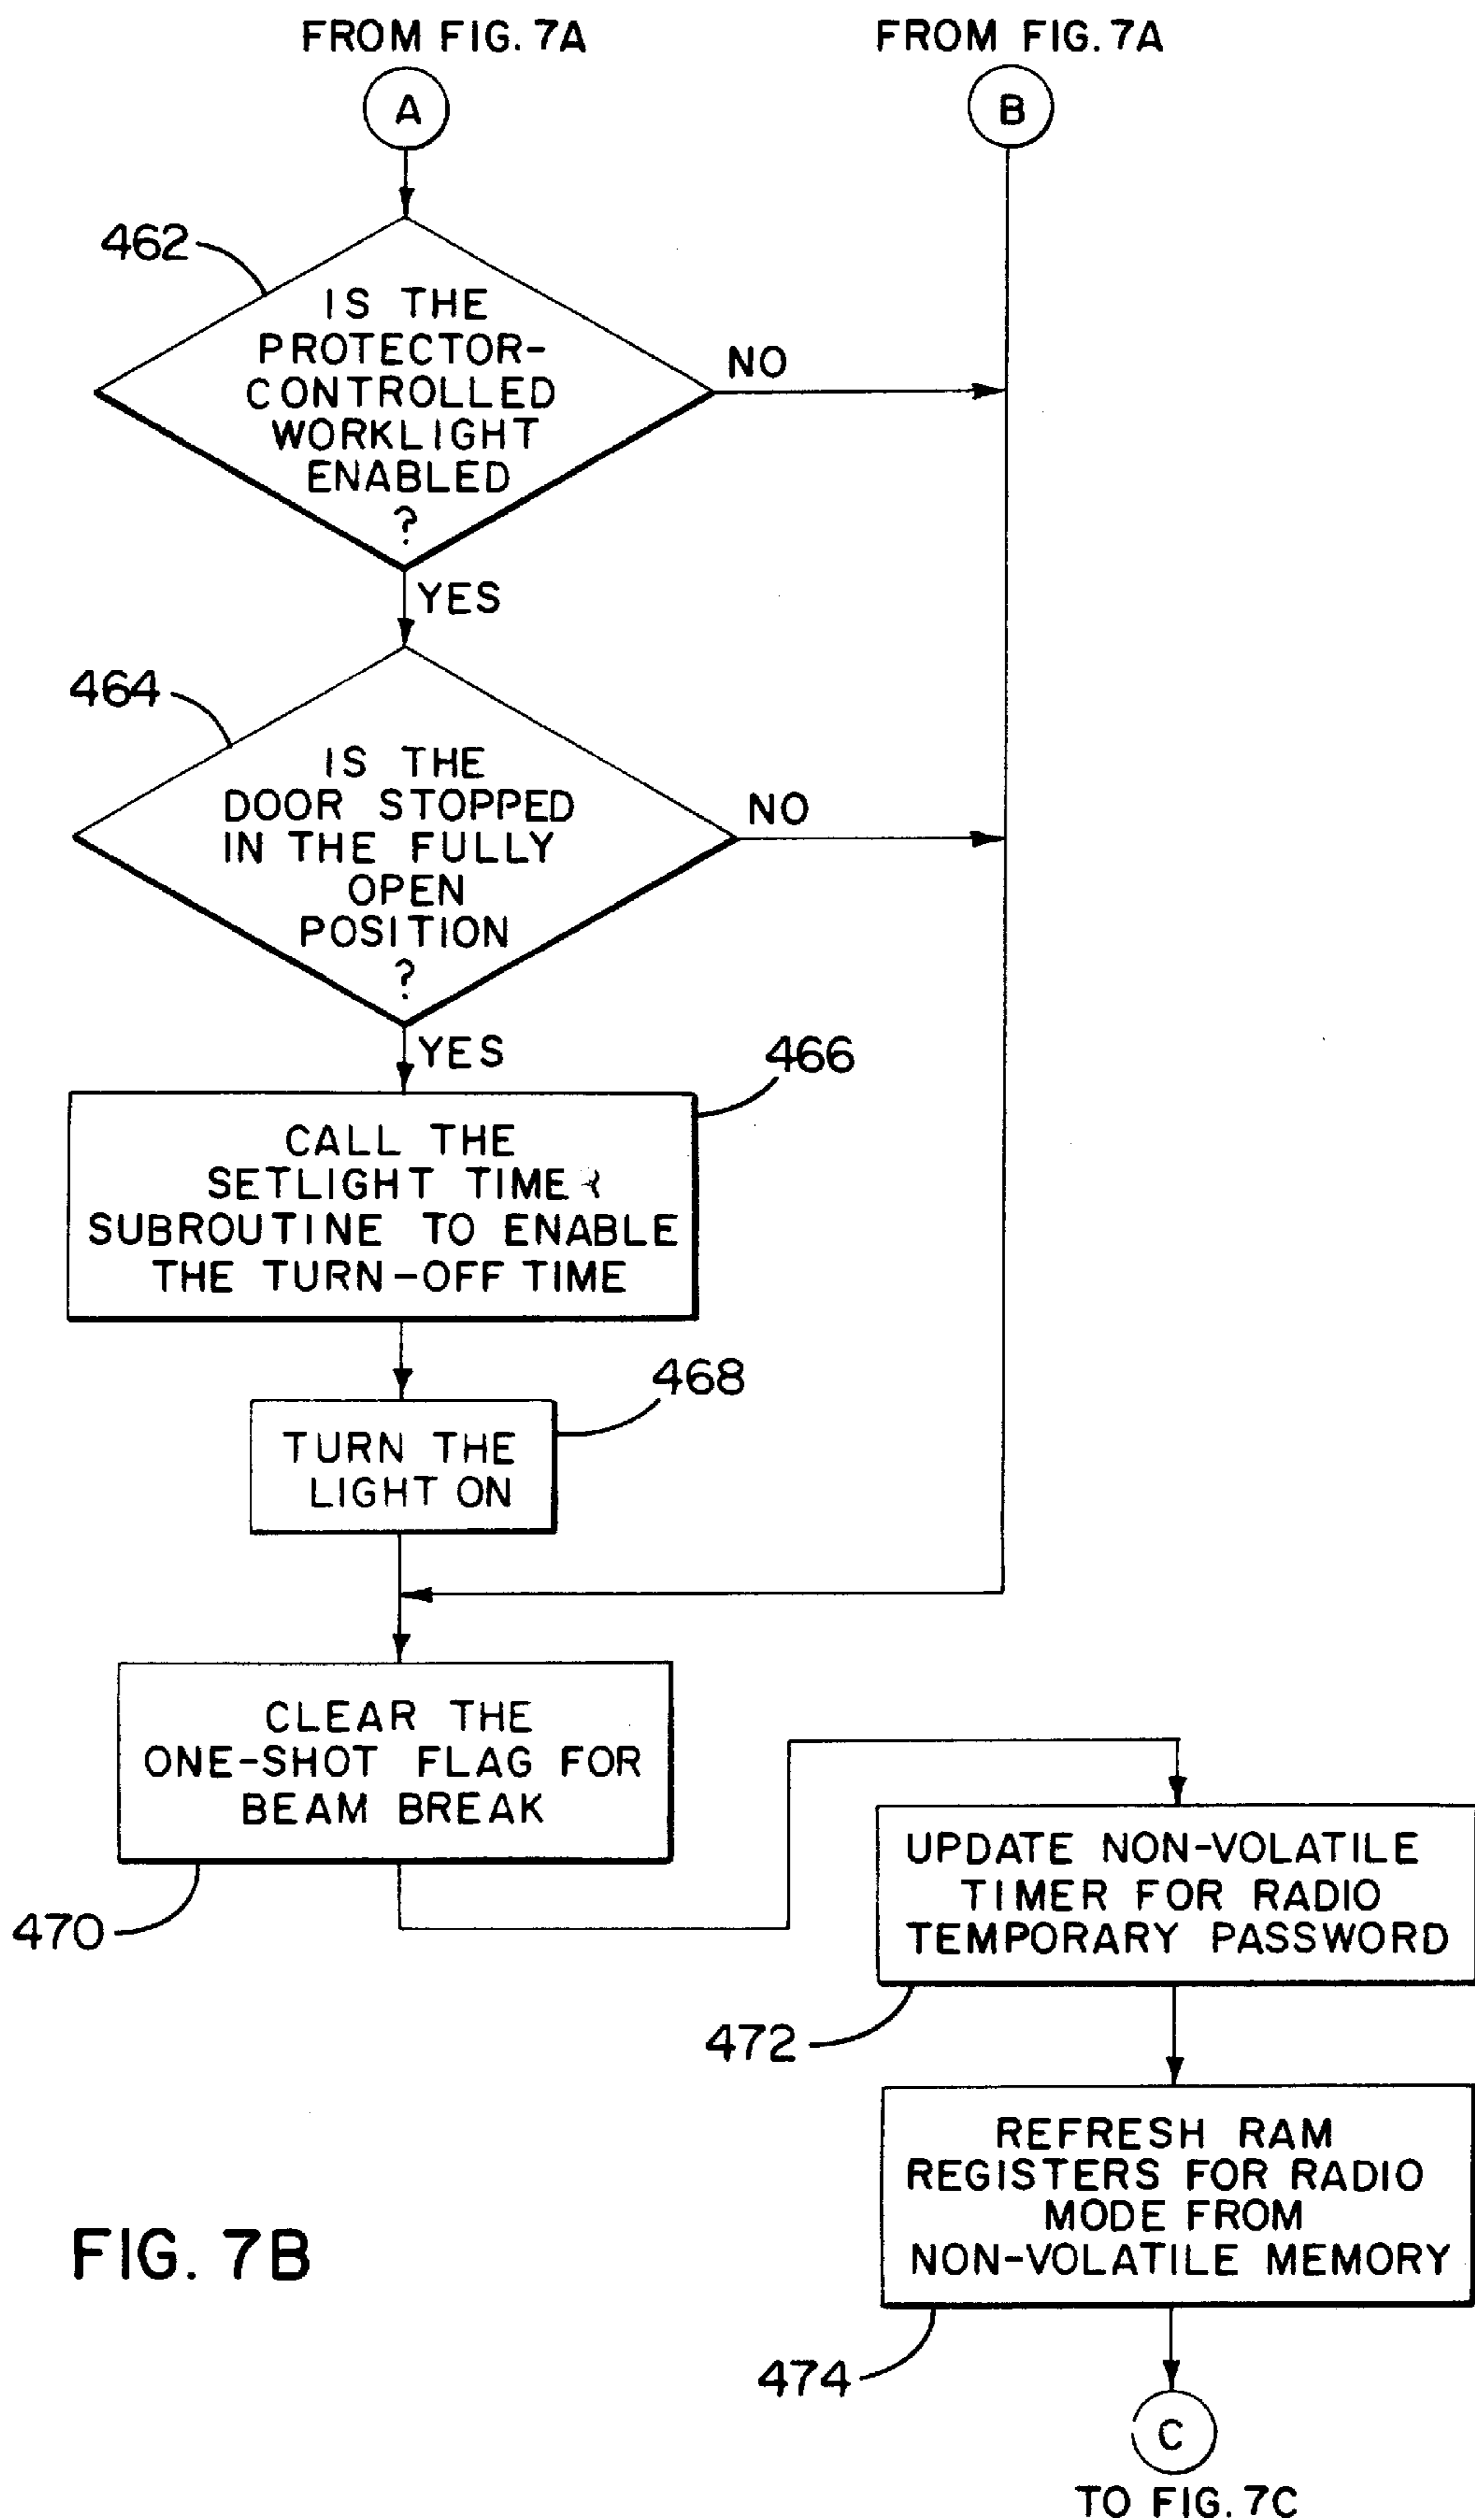 FROM FIG. 7A
A
FROM FIG. 7A
B
462
IS THE
PROTECTOR-
CONTROLLED
WORKLIGHT
ENABLED
?
NO
YES
464
IS THE
DOOR STOPPED
IN THE FULLY
OPEN
POSITION
?
NO
YES
466
CALL THE
SETLIGHT TIME
SUBROUTINE TO ENABLE
THE TURN-OFF TIME
468
TURN THE
LIGHT ON
CLEAR THE
ONE-SHOT FLAG FOR
BEAM BREAK
470
UPDATE NON-VOLATILE
TIMER FOR RADIO
TEMPORARY PASSWORD
472
REFRESH RAM
REGISTERS FOR RADIO
MODE FROM
NON-VOLATILE MEMORY
474
C
TO FIG. 7C
FIG. 7B